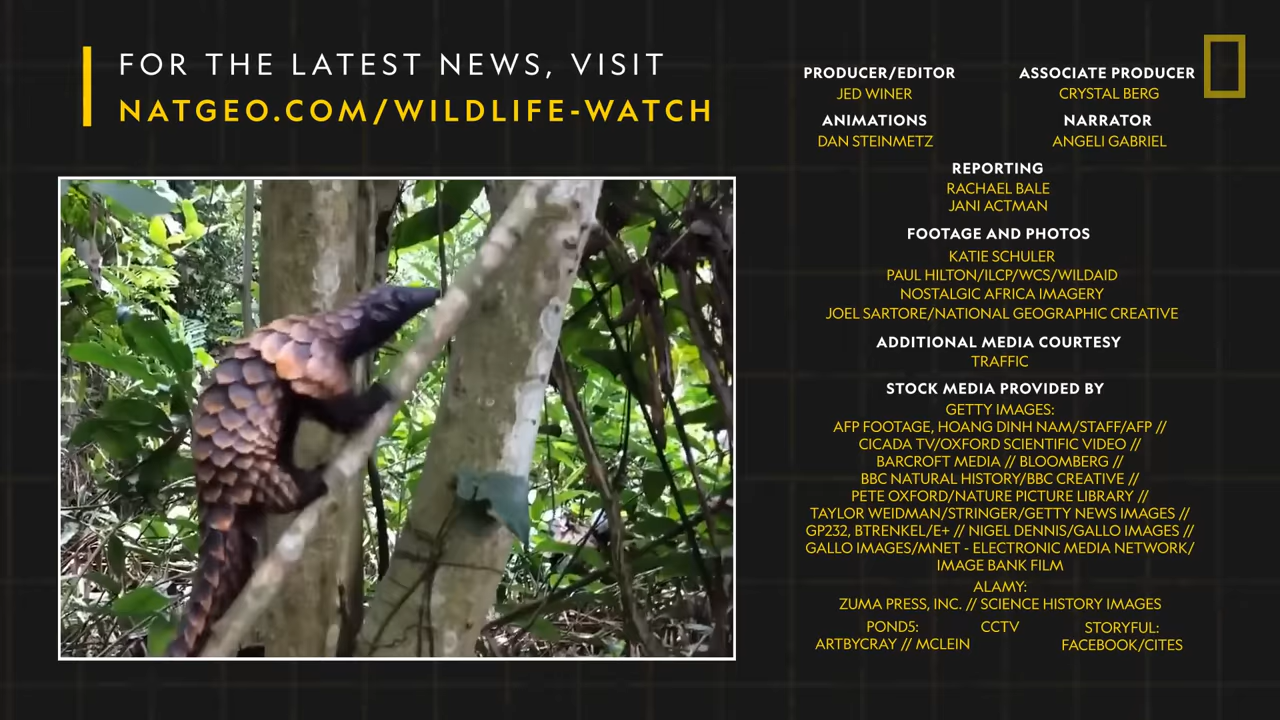 FOR THE LATEST NEWS, VISIT
NATGEO.COM/WILDLIFE-WATCH
PRODUCER/EDITOR
JED WINER
ASSOCIATE PRODUCER
CRYSTAL BERG
ANIMATIONS
DAN STEINMETZ
NARRATOR
ANGELI GABRIEL
REPORTING
RACHAEL BALE
JANI ACTMAN
FOOTAGE AND PHOTOS
KATIE SCHULER
PAUL HILTON/ILCP/WCS/WILDAID
NOSTALGIC AFRICA IMAGERY
JOEL SARTORE/NATIONAL GEOGRAPHIC CREATIVE
ADDITIONAL MEDIA COURTESY
TRAFFIC
STOCK MEDIA PROVIDED BY
GETTY IMAGES:
AFP FOOTAGE, HOANG DINH NAM/STAFF/AFP //
CICADA TV/OXFORD SCIENTIFIC VIDEO //
BARCROFT MEDIA // BLOOMBERG //
BBC NATURAL HISTORY/BBC CREATIVE //
PETE OXFORD/NATURE PICTURE LIBRARY //
TAYLOR WEIDMAN/STRINGER/GETTY NEWS IMAGES //
GP232, BTRENKEL/E+ // NIGEL DENNIS/GALLO IMAGES //
GALLO IMAGES/MNET - ELECTRONIC MEDIA NETWORK/
IMAGE BANK FILM
ALAMY:
ZUMA PRESS, INC. // SCIENCE HISTORY IMAGES
POND5:
ARTBYCRAY // MCLEIN
CCTV
STORYFUL:
FACEBOOK/CITES